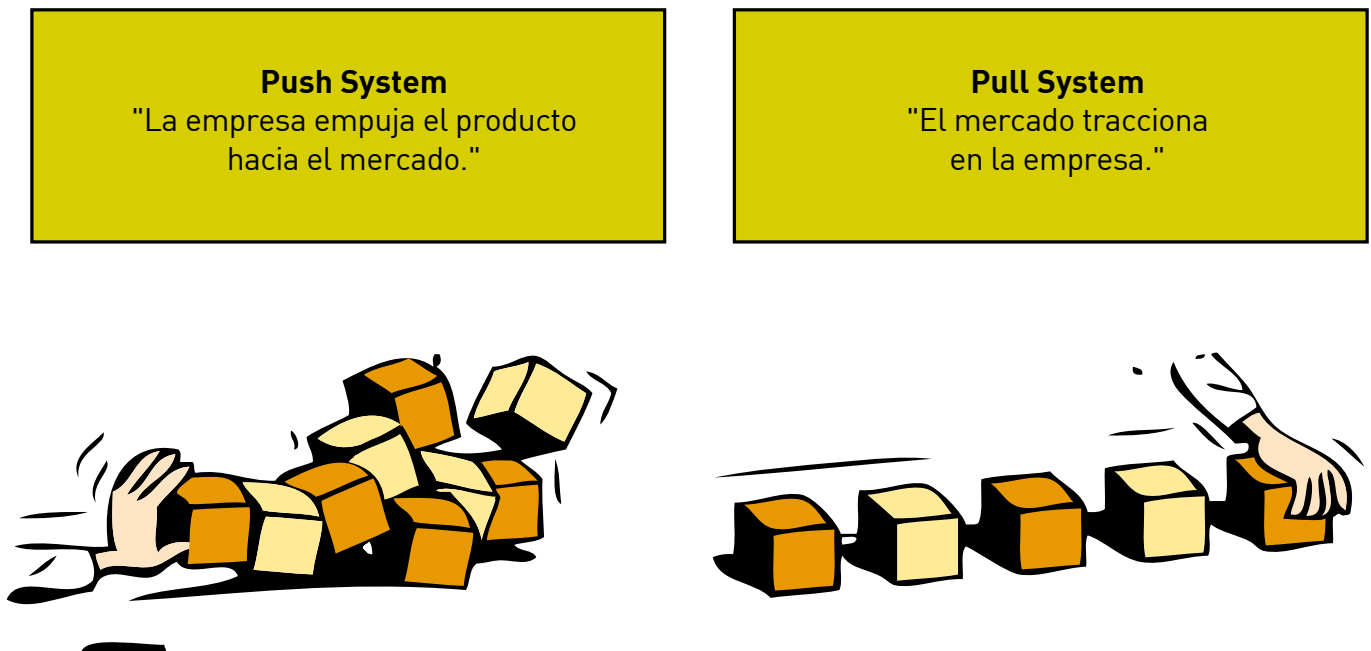 Push System
"La empresa empuja el producto
hacia el mercado."
Pull System
"El mercado tracciona
en la empresa."